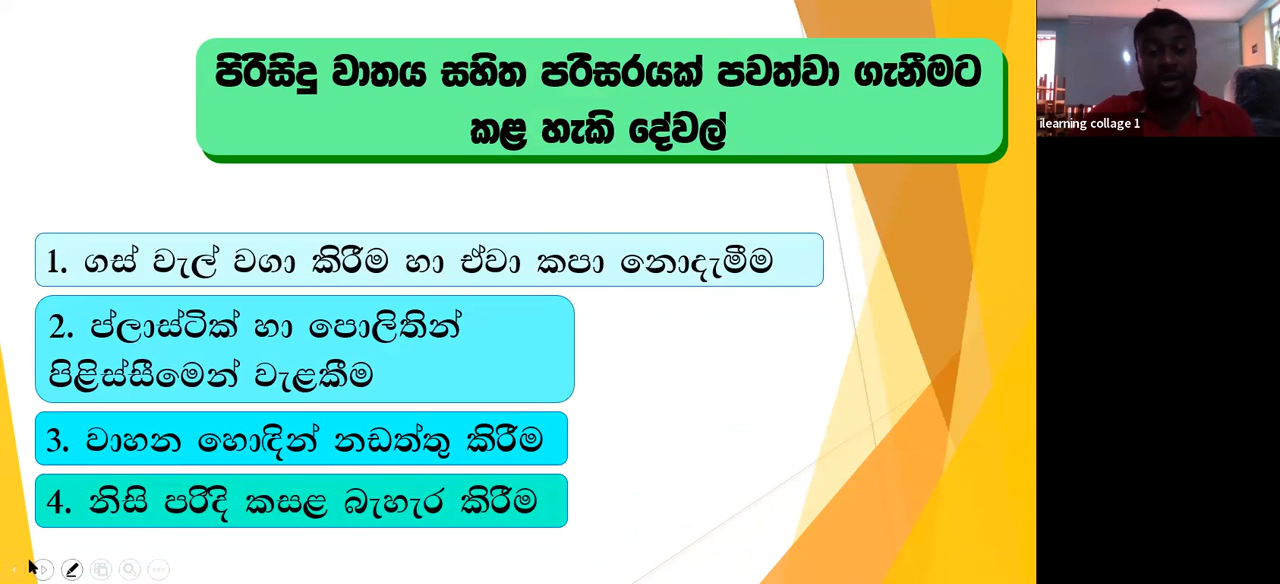 පිරිසිදු වාතය සහිත පරිසරයක් පවත්වා ගැනීමට
කළ හැකි දේවල්
1. ගස් වැල් වගා කිරීම හා ඒවා කපා නොදැමීම
2. ප්ලාස්ටික් හා පොලිතින්
පිළිස්සීමෙන් වැළකීම
3. වාහන හොඳින් නඩත්තු කිරීම
4. නිසි පරිදි කසළ බැහැර කිරීම
ilearning collage 1